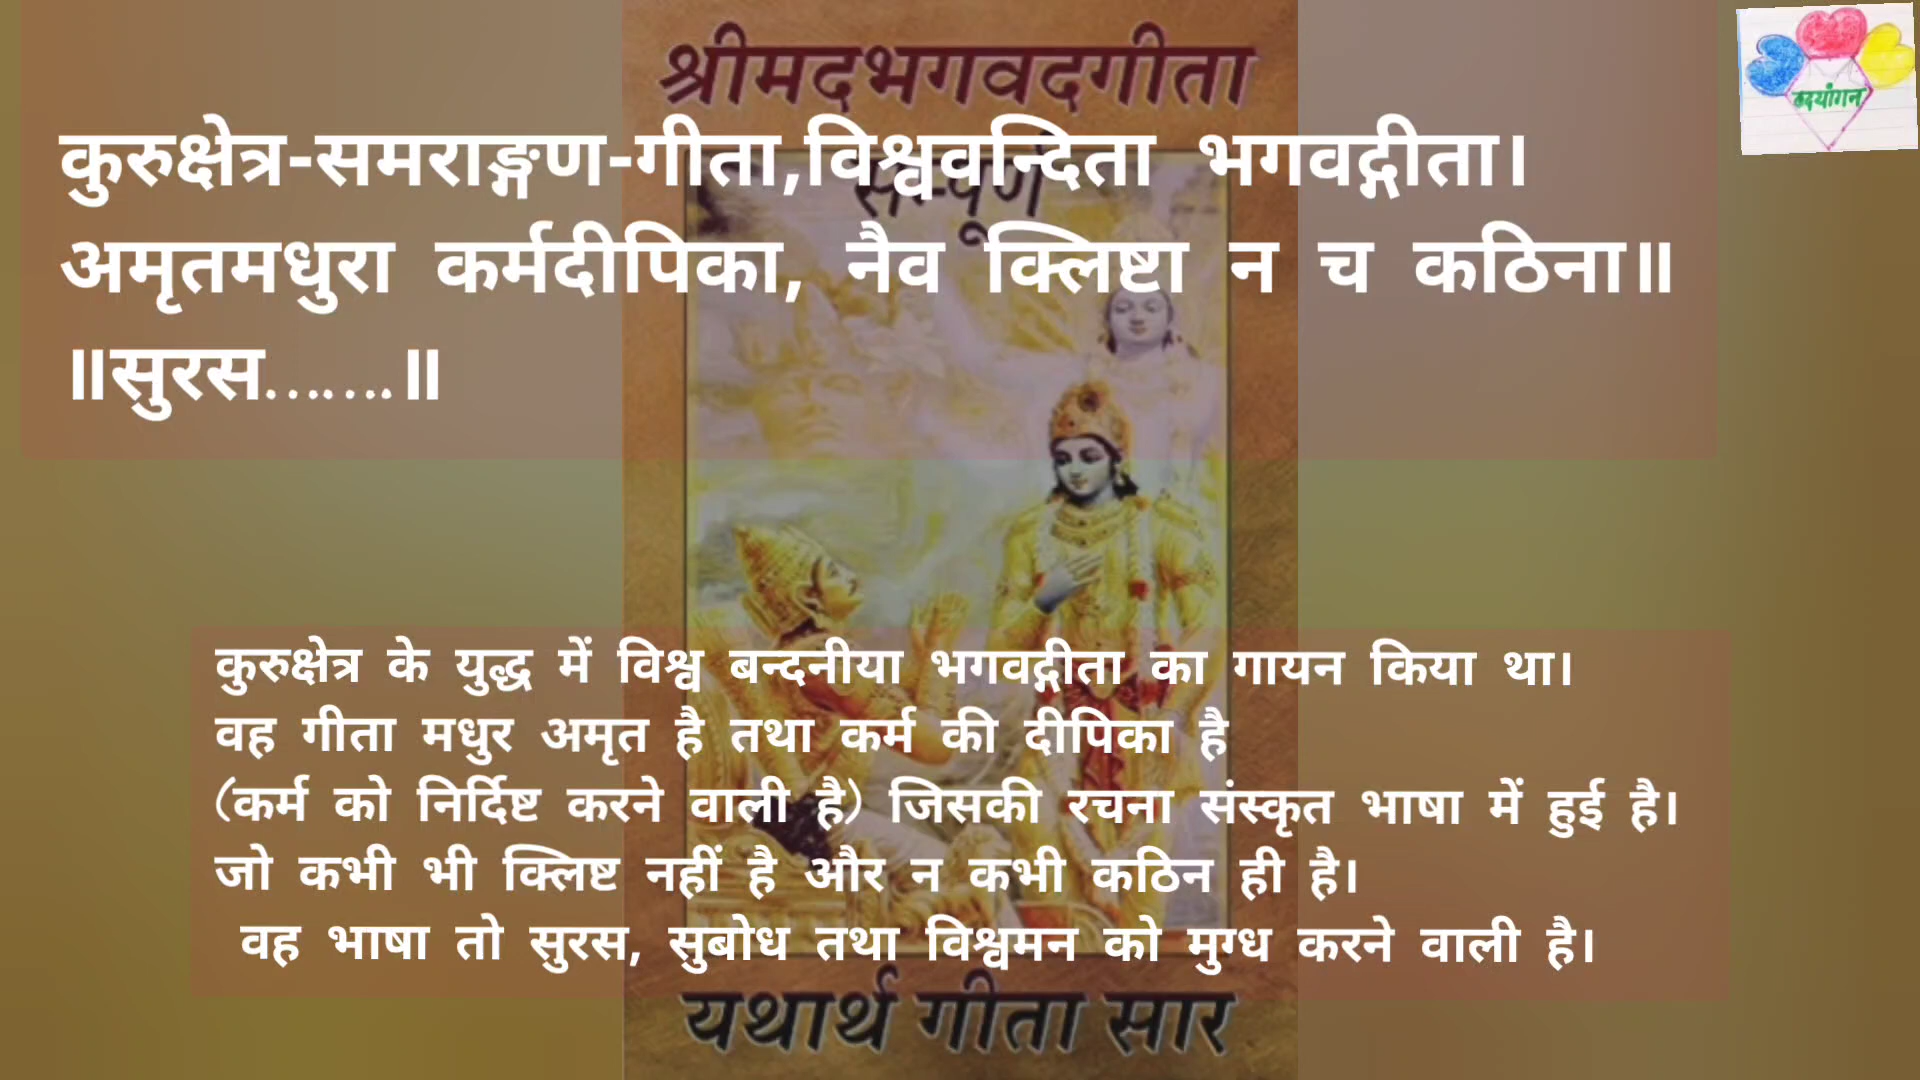 श्रीमदभगवदगीता
कुरुक्षेत्र-समराङ्गण-गीता,विश्ववन्दिता भगवद्गीता।
सम्पूर्ण
अमृतमधुरा कर्मदीपिका, नैव क्लिष्टा न च कठिना॥
॥सुरस.......॥
कुरुक्षेत्र के युद्ध में विश्व बन्दनीया भगवद्गीता का गायन किया था।
वह गीता मधुर अमृत है तथा कर्म की दीपिका है
(कर्म को निर्दिष्ट करने वाली है) जिसकी रचना संस्कृत भाषा में हुई है।
जो कभी भी क्लिष्ट नहीं है और न कभी कठिन ही है।
वह भाषा तो सुरस, सुबोध तथा विश्वमन को मुग्ध करने वाली है।
यथार्थ गीता सार